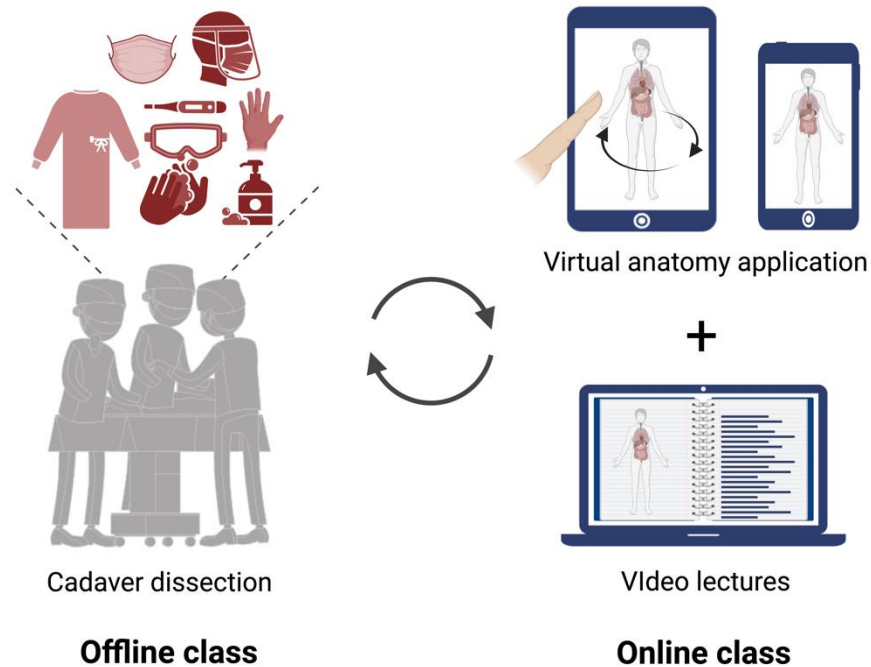 Virtual anatomy application
+
Cadaver dissection
VIdeo lectures
Offline class
Online class